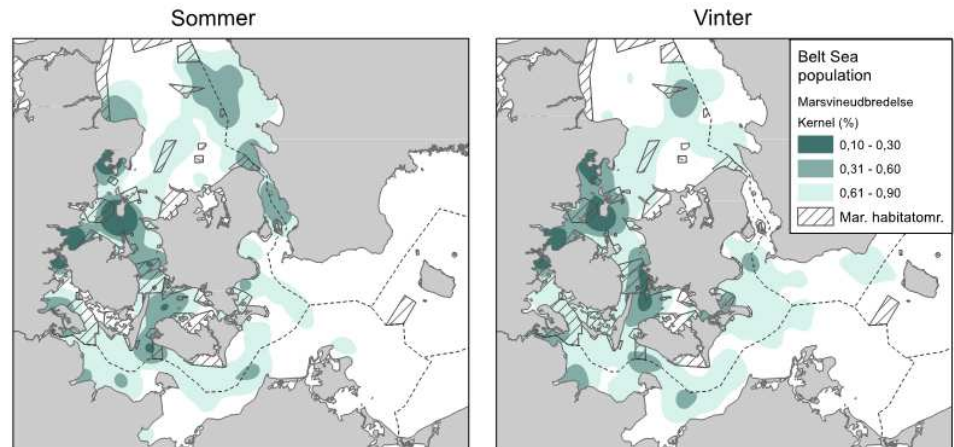 Sommer
Vinter
Belt Sea
population
Marsvineudbredelse
Kernel (%)
0,10 - 0,30
0,31 - 0,60
0,61 - 0,90
Mar. habitatomr.